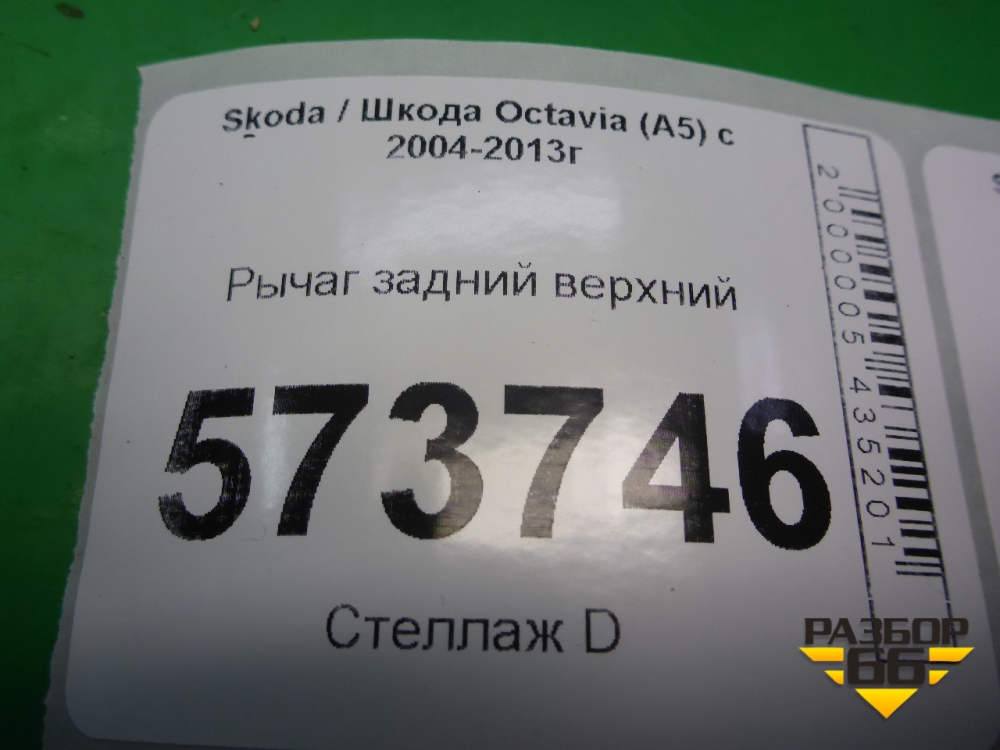 Skoda / Шкода Octavia (A5) с
2004-2013г
Рычаг задний верхний
573746
Стеллаж D
2000005435201
РАЗБОР
66